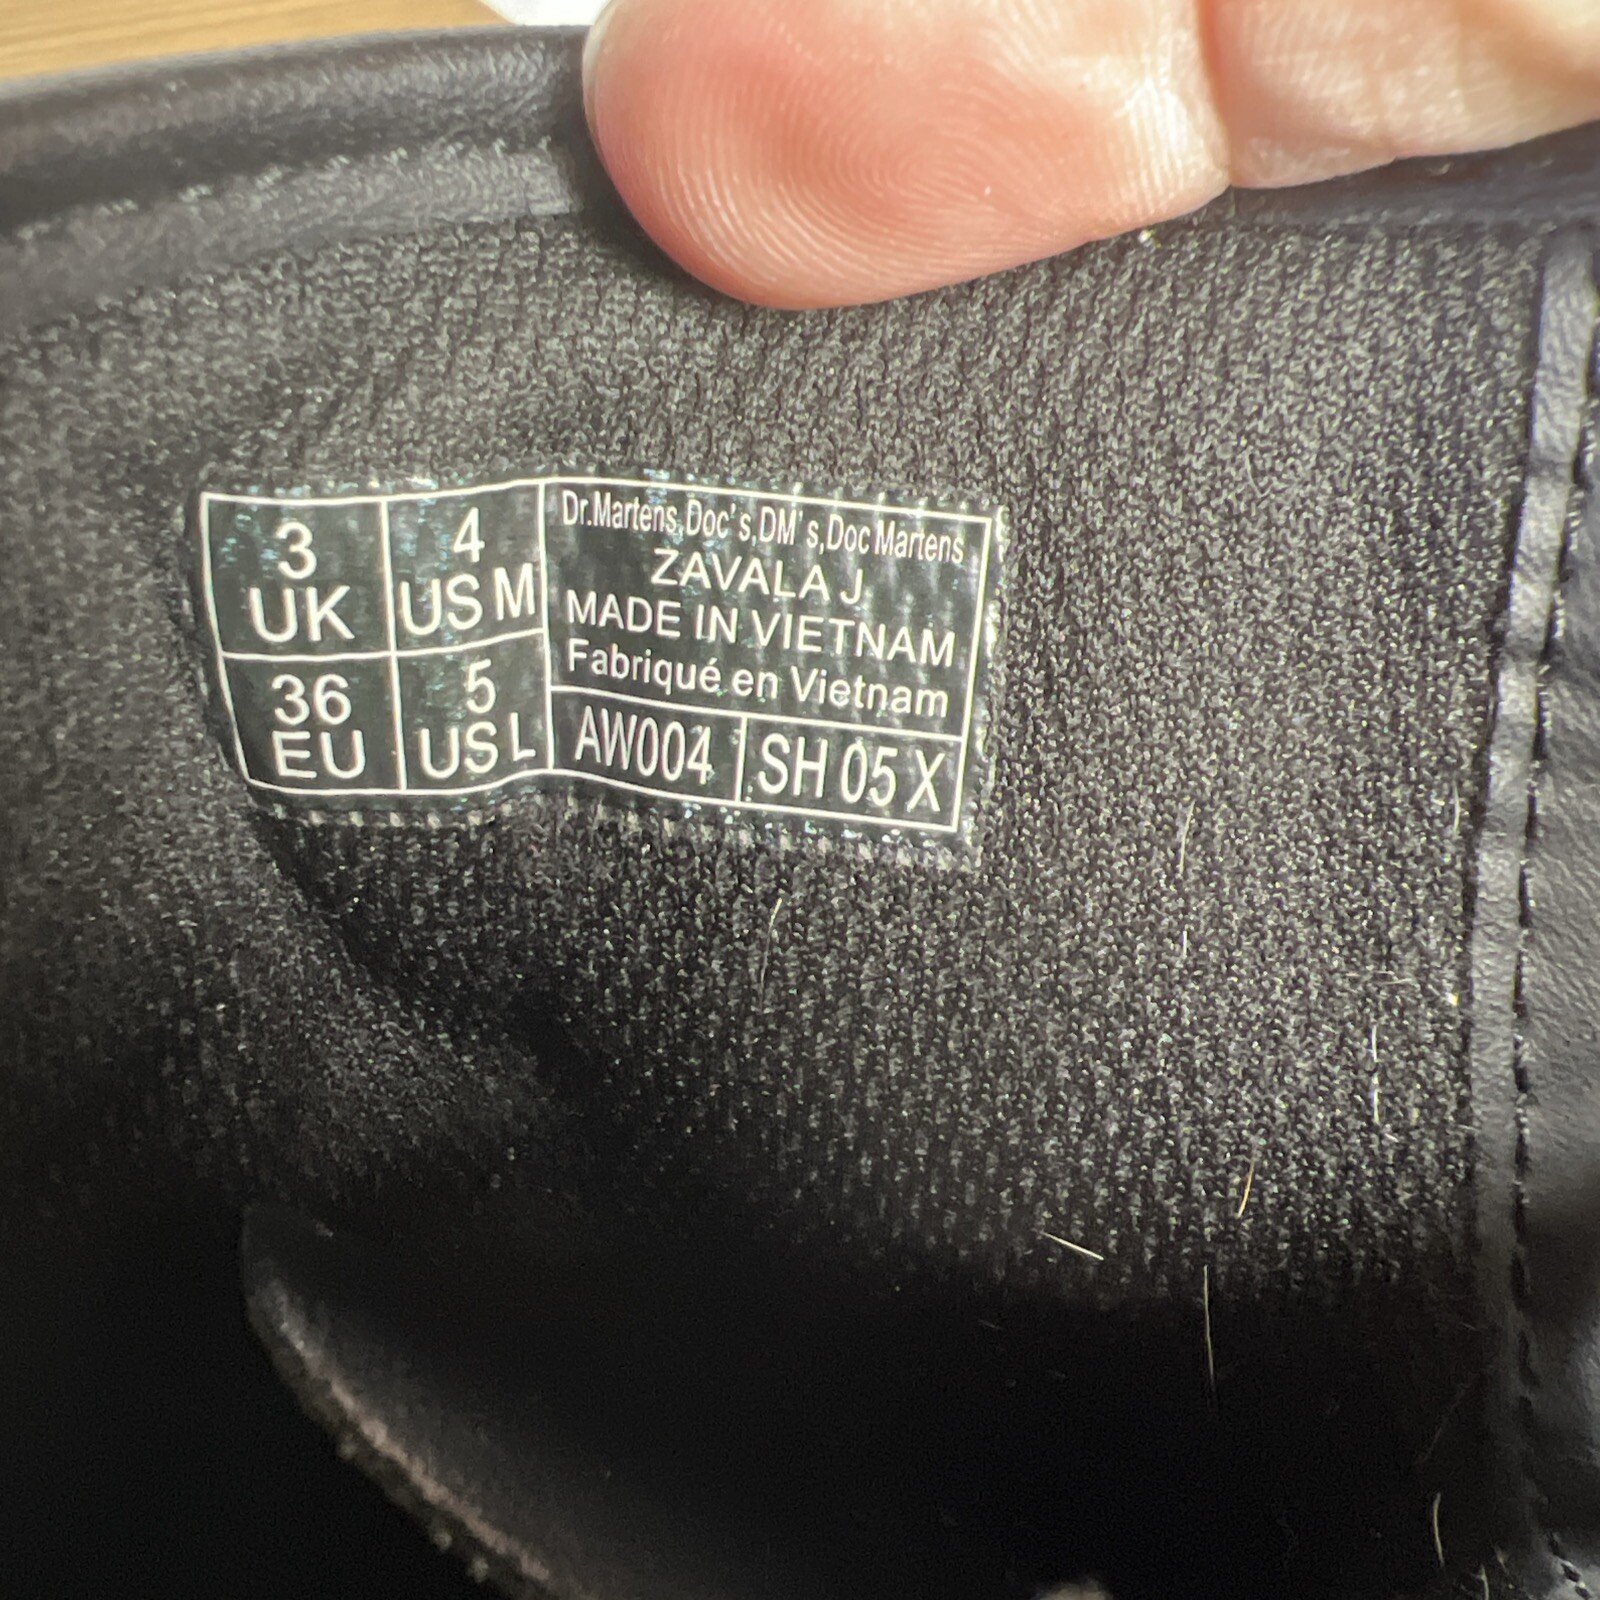 3
UK
4
US M
36
EU
5
US L
Dr.Martens,Doc's,DM's,Doc Martens
ZAVALA J
MADE IN VIETNAM
Fabriqué en Vietnam
AW004
SH 05 X